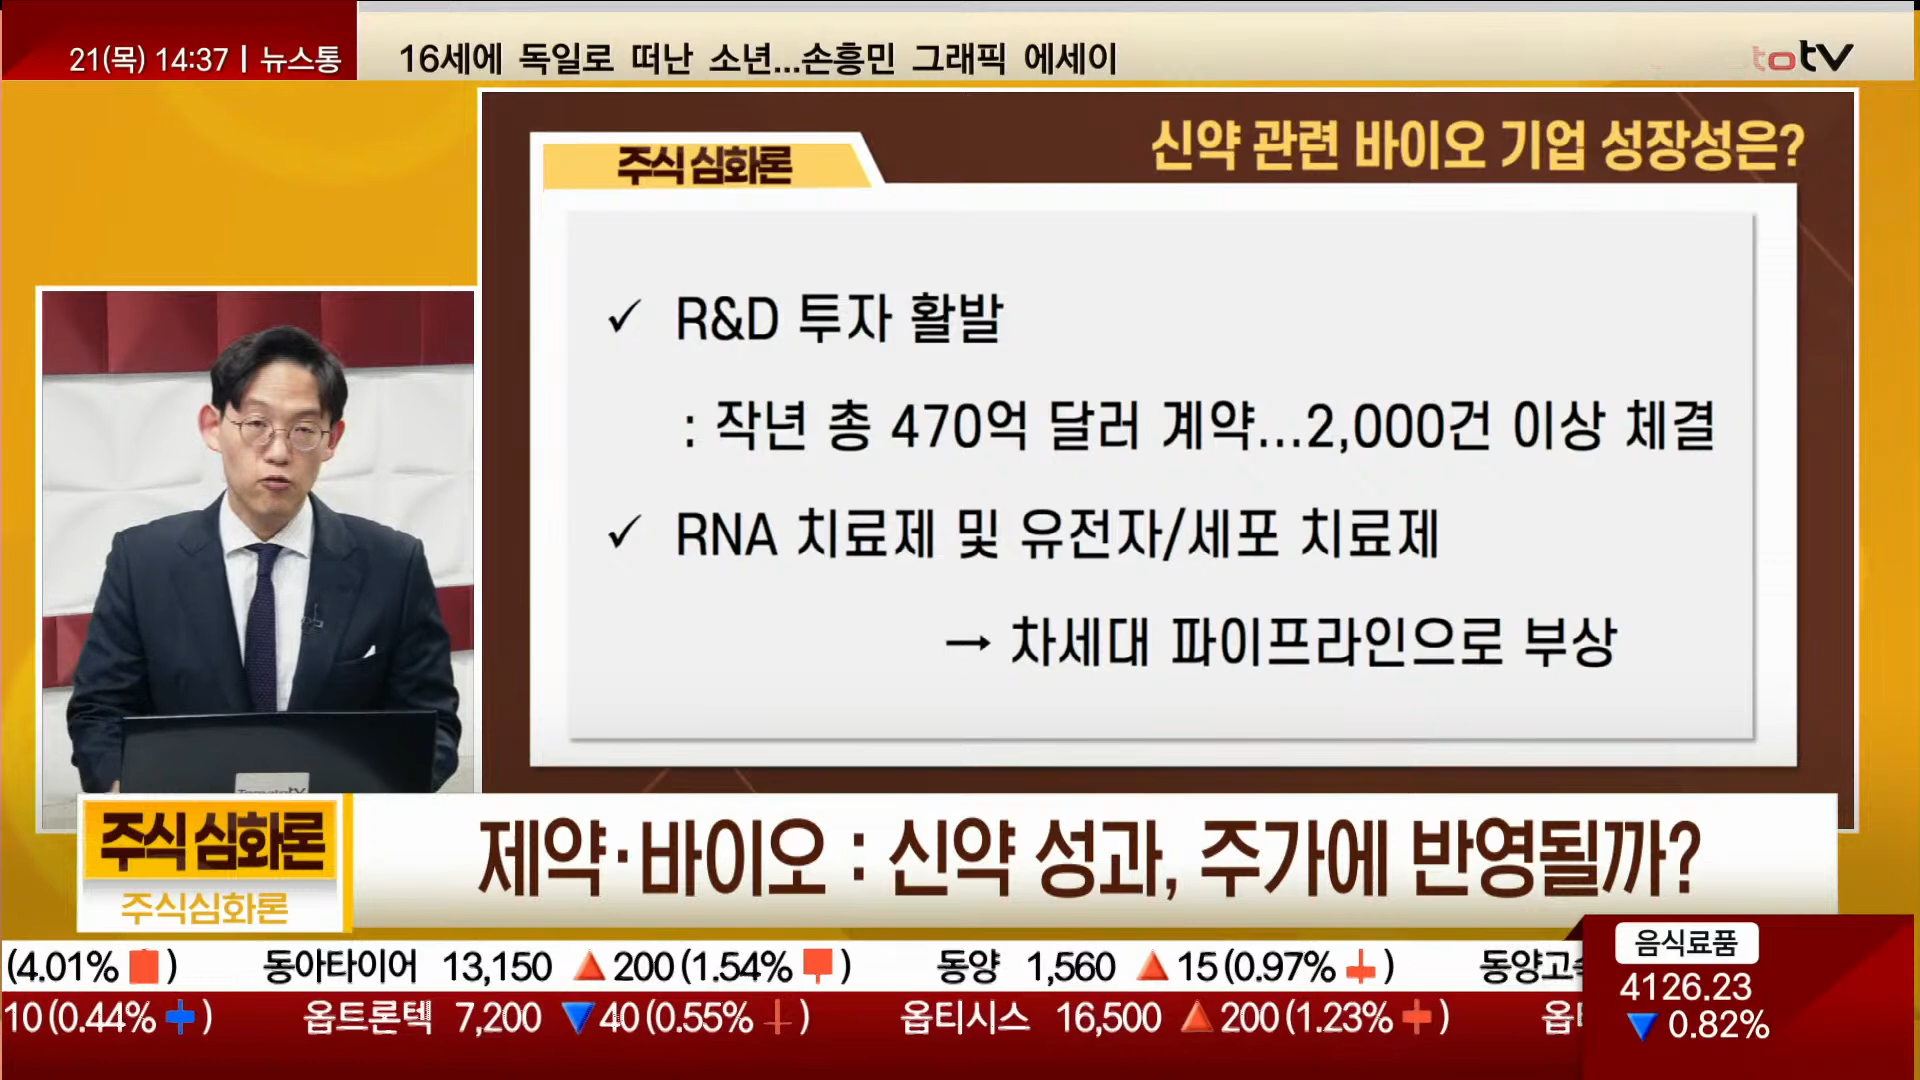 21(목) 14:37 | 뉴스통
16세에 독일로 떠난 소년...손흥민 그래픽 에세이
totV
주식 심화론
신약 관련 바이오 기업 성장성은?
✓ R&D 투자 활발
: 작년 총 470억 달러 계약...2,000건 이상 체결
✓ RNA 치료제 및 유전자/세포 치료제
→ 차세대 파이프라인으로 부상
주식 심화론
주식심화론
제약·바이오 : 신약 성과, 주가에 반영될까?
(4.01% ) 동아타이어 13,150 ▲200(1.54% ) 동양 1,560 ▲15(0.97% ) 동양고속
10(0.44% ) 옵트론텍 7,200 ▼40(0.55% ) 옵티시스 16,500 ▲200(1.23% )
음식료품
4126.23
▼ 0.82%